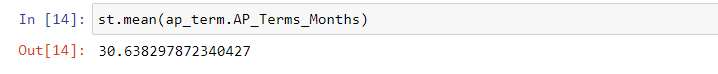 In [14]: st.mean(ap_term.AP_Terms_Months)
Out[14]: 30.638297872340427